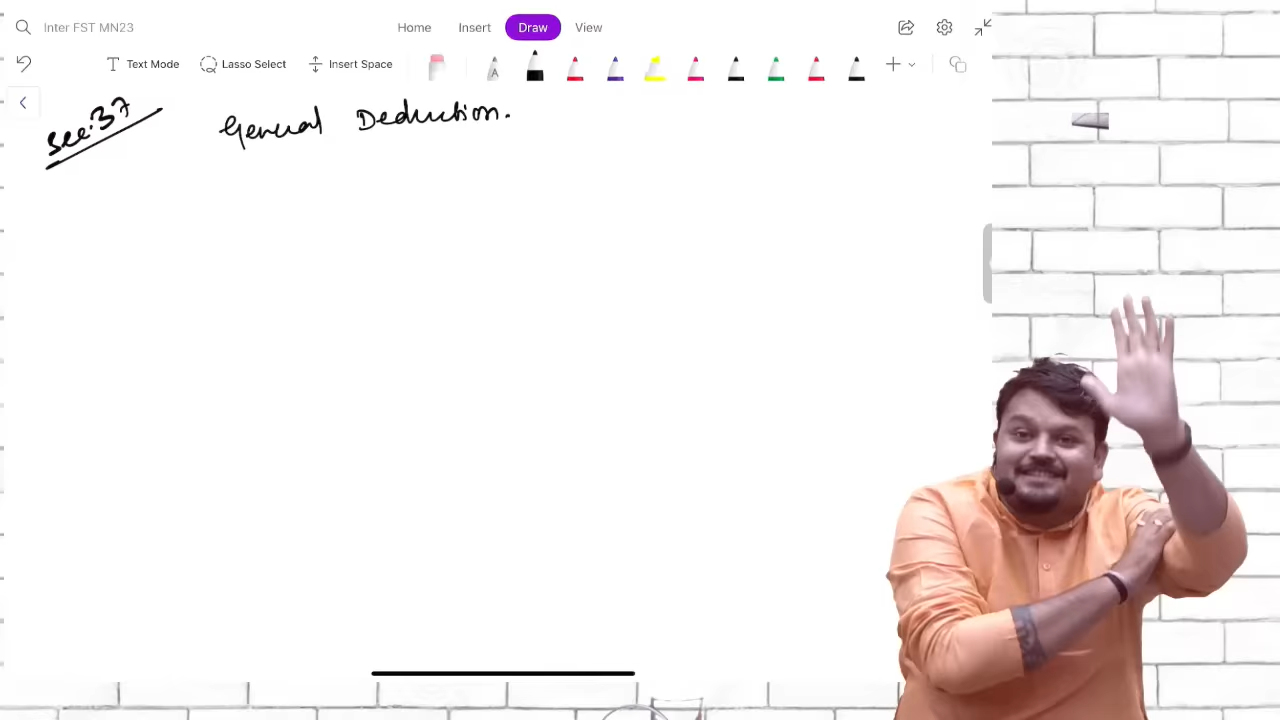 Inter FST MN23
Home Insert Draw View
Text Mode Lasso Select Insert Space
A
Sec.37 General Deduction.